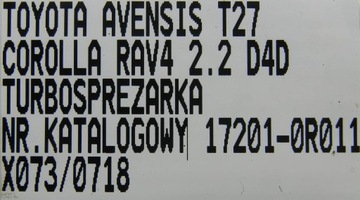 TOYOTA AVENSIS T27
COROLLA RAV4 2.2 D4D
TURBOSPREZARKA
NR.KATALOGOWY 17201-0R011
X073/0718